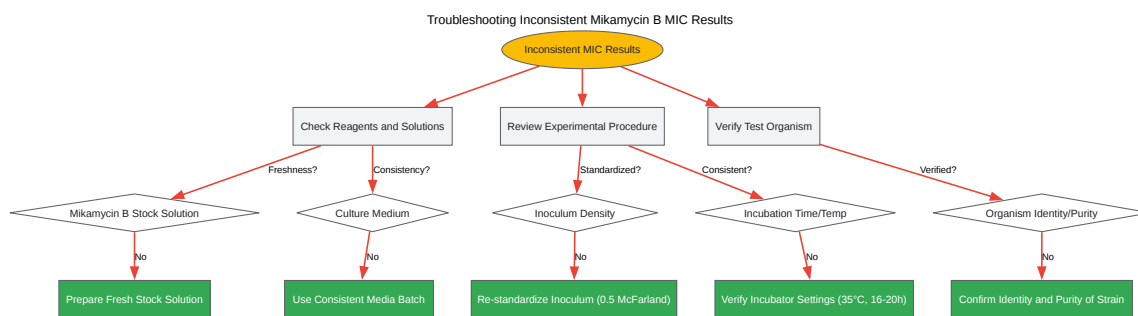 Troubleshooting Inconsistent Mikamycin B MIC Results
Inconsistent MIC Results
Check Reagents and Solutions
Review Experimental Procedure
Verify Test Organism
Freshness?
Consistency?
Standardized?
Consistent?
Verified?
Mikamycin B Stock Solution
Culture Medium
Inoculum Density
Incubation Time/Temp
Organism Identity/Purity
No
No
No
No
No
Prepare Fresh Stock Solution
Use Consistent Media Batch
Re-standardize Inoculum (0.5 McFarland)
Verify Incubator Settings (35°C, 16-20h)
Confirm Identity and Purity of Strain